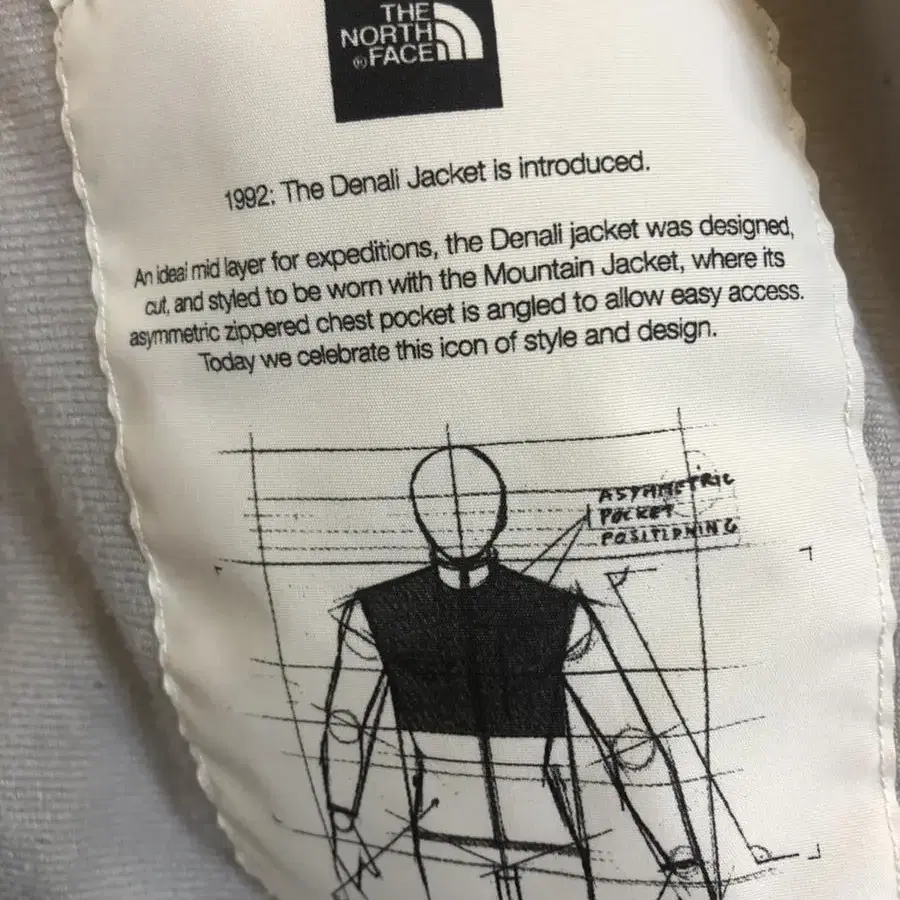 THE
NORTH
®FACE
1992: The Denali Jacket is introduced.
An ideal mid layer for expeditions, the Denali jacket was designed,
cut, and styled to be worn with the Mountain Jacket, where its
asymmetric zippered chest pocket is angled to allow easy access.
Today we celebrate this icon of style and design.
ASYMMETRIC
POCKET
POSITIONING